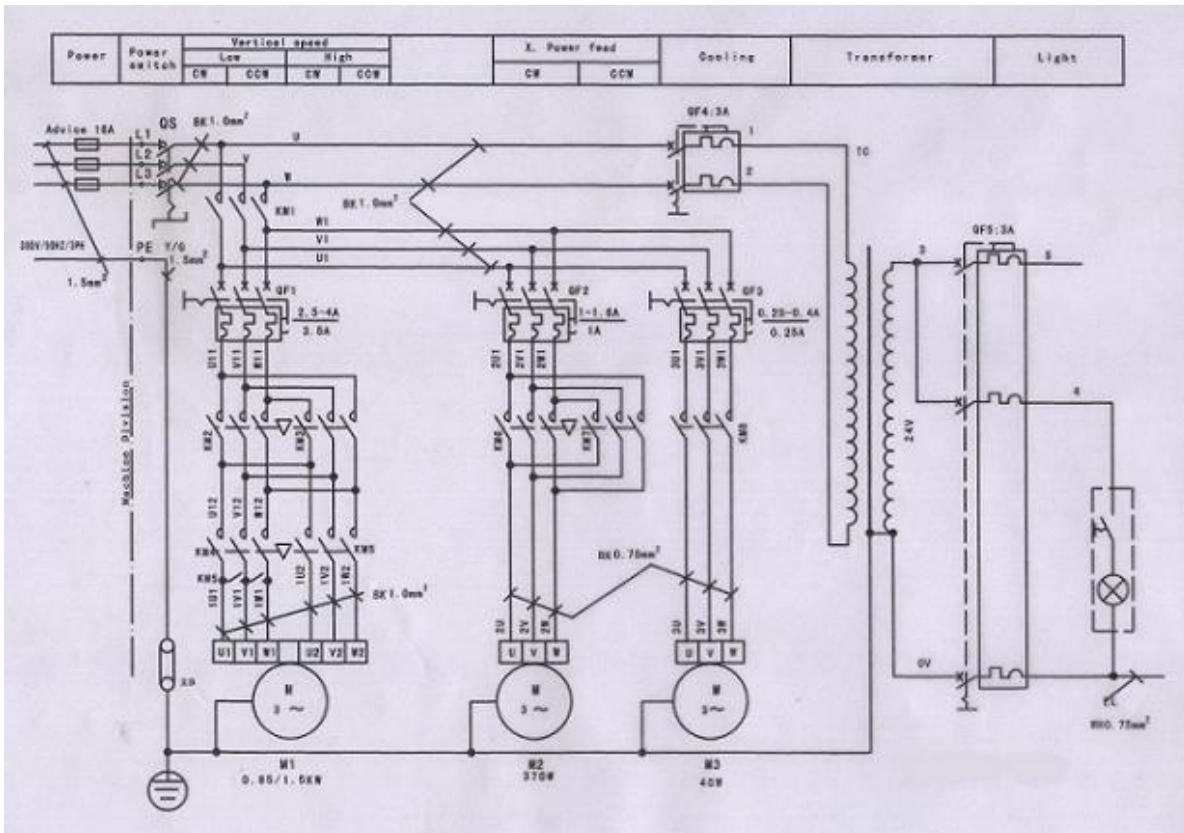 Power
Power switch
Vertical speed
Low
High
CW
CCW
CW
CCW
X. Power feed
CW
CCW
Cooling
Transformer
Light
Advice 16A
L1
L2
L3
QS
BK1.0mm²
U
V
W
QF4:3A
1
2
TC
KM1
BK1.0mm²
W1
V1
U1
380V/50HZ/3PH
PE
Y/G
1.5mm²
1.5mm²
QF1
2.5-4A
3.5A
QF2
1-1.6A
1A
QF3
0.25-0.4A
0.25A
3
QF5:3A
5
U11
V11
W11
2U1
2V1
2W1
3U1
3V1
3W1
Machine Division
KM2
KM3
KM6
KM7
KM8
24V
4
U12
V12
W12
KM4
KM5
KM5
1U2
1V2
1W2
1U1
1V1
1W1
BK1.0mm²
BK0.75mm²
2U
2V
2W
3U
3V
3W
U1
V1
W1
U2
V2
W2
U
V
W
U
V
W
0V
EL
M
3~
M
3~
M
3~
M1
0.85/1.5KW
M2
370W
M3
40W